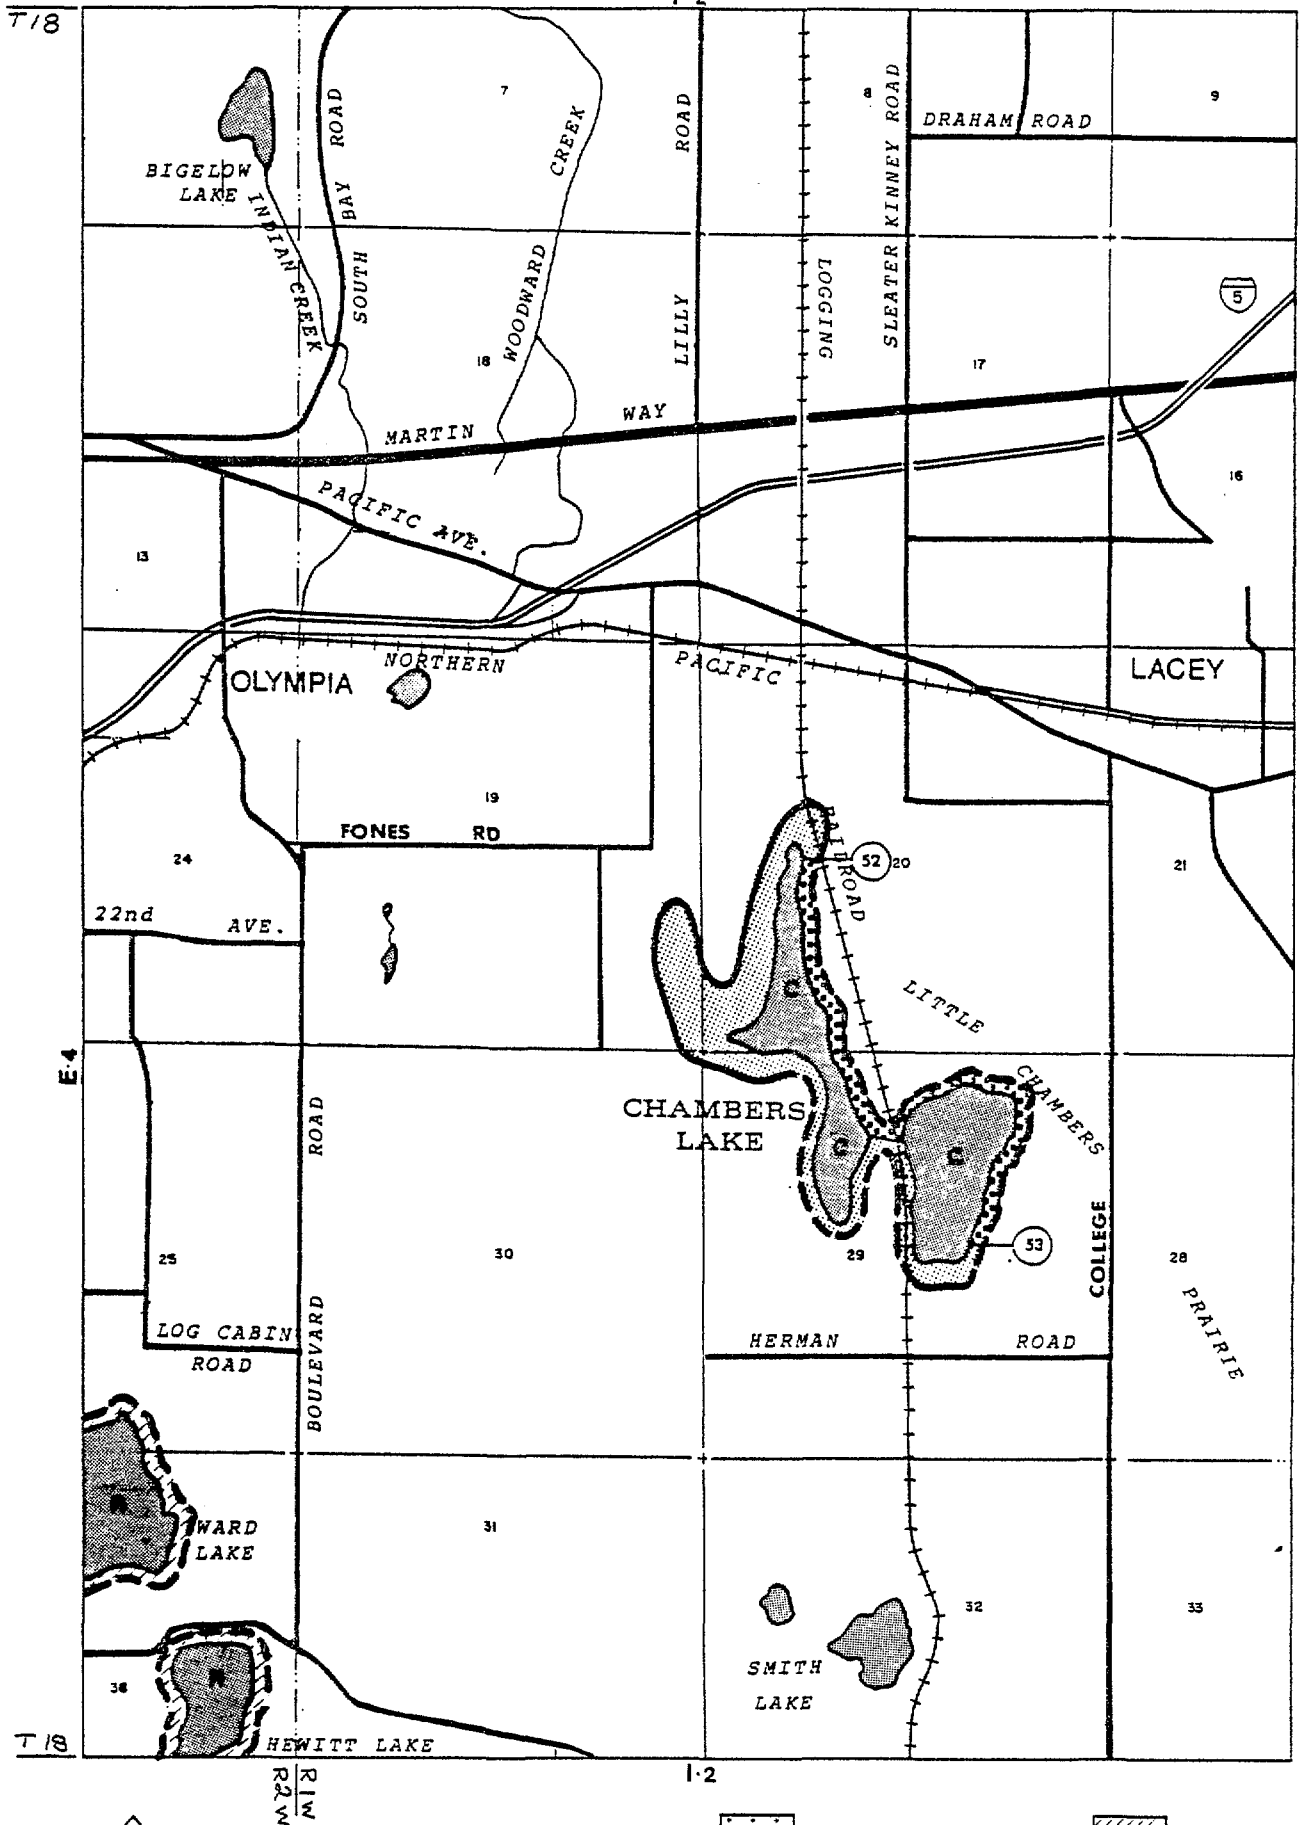 T18
7
8
9
DRAHAM ROAD
BIGELOW
LAKE
INDIAN CREEK
SOUTH BAY ROAD
WOODWARD CREEK
LILLY ROAD
LOGGING RAILROAD
SLEATER KINNEY ROAD
5
18
17
MARTIN WAY
PACIFIC AVE.
16
13
NORTHERN PACIFIC
OLYMPIA
LACEY
19
FONES RD
24
52
20
21
22nd AVE.
C
LITTLE CHAMBERS PRAIRIE
E·4
CHAMBERS
LAKE
C
C
25
30
29
53
COLLEGE
28
LOG CABIN
ROAD
BOULEVARD ROAD
HERMAN ROAD
WARD
LAKE
31
32
33
SMITH
LAKE
36
N
HEWITT LAKE
T18
R2W
R1W
1·2